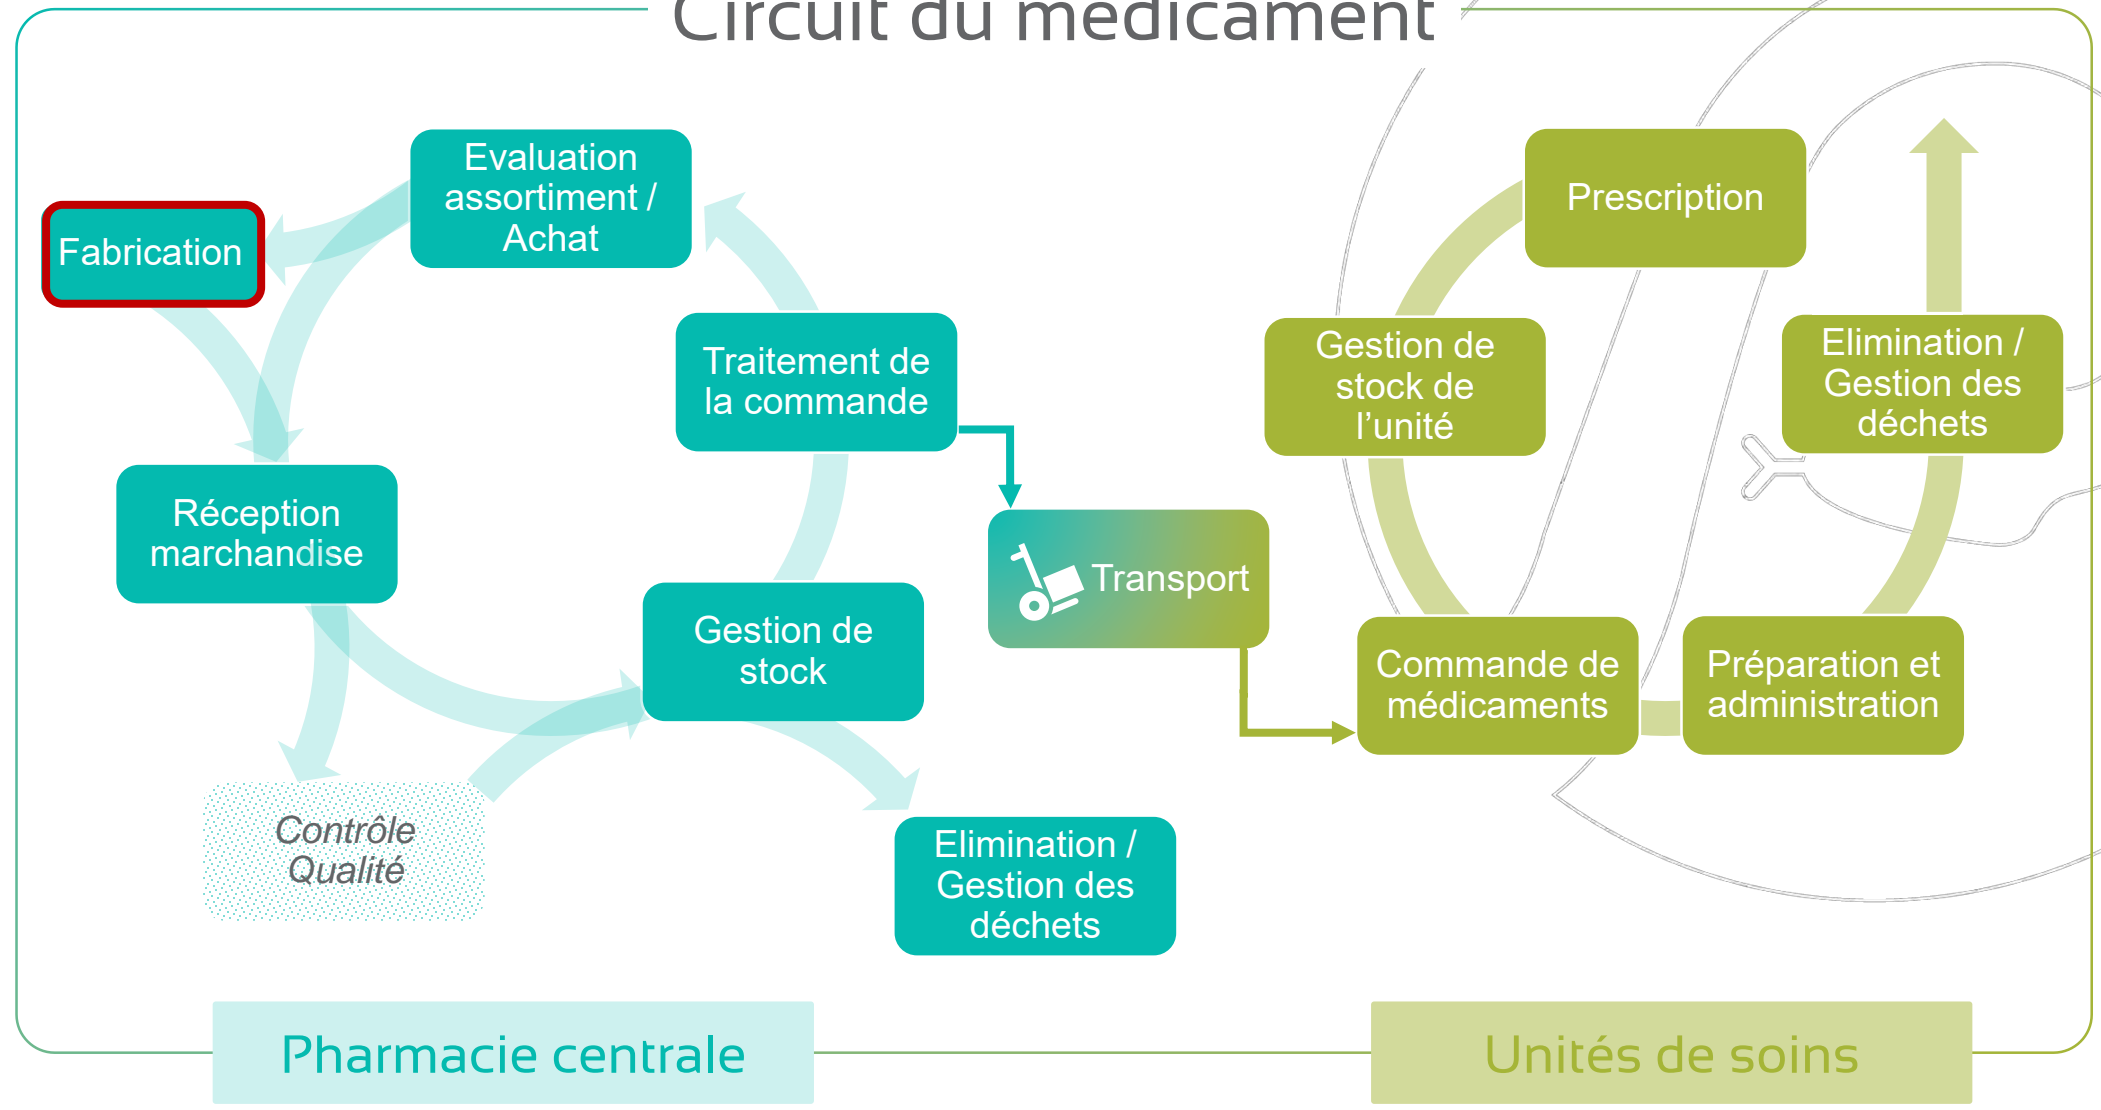 Circuit du médicament
Evaluation
assortiment /
Achat
Fabrication
Traitement de
la commande
Réception
marchandise
Gestion de
stock
Contrôle
Qualité
Elimination /
Gestion des
déchets
Transport
Prescription
Gestion de
stock de
l’unité
Elimination /
Gestion des
déchets
Commande de
médicaments
Préparation et
administration
Pharmacie centrale
Unités de soins